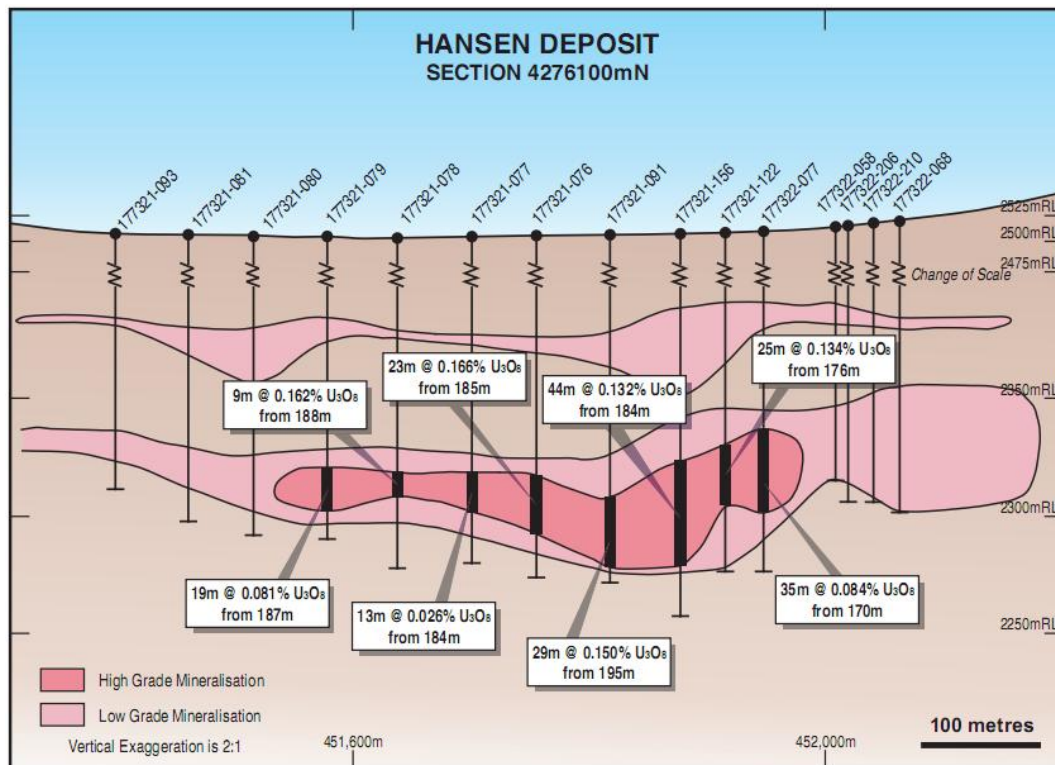 HANSEN DEPOSIT
SECTION 4276100mN
177321-093
177321-081
177321-080
177321-079
177321-078
177321-077
177321-076
177321-091
177321-156
177321-122
177322-077
177322-058
177322-206
177322-210
177322-068
2525mRL
2500mRL
2475mRL
Change of Scale
23m @ 0.166% U₃O₈
from 185m
25m @ 0.134% U₃O₈
from 176m
9m @ 0.162% U₃O₈
from 188m
44m @ 0.132% U₃O₈
from 184m
2350mRL
2300mRL
19m @ 0.081% U₃O₈
from 187m
13m @ 0.026% U₃O₈
from 184m
29m @ 0.150% U₃O₈
from 195m
35m @ 0.084% U₃O₈
from 170m
2250mRL
High Grade Mineralisation
Low Grade Mineralisation
Vertical Exaggeration is 2:1
451,600m
452,000m
100 metres